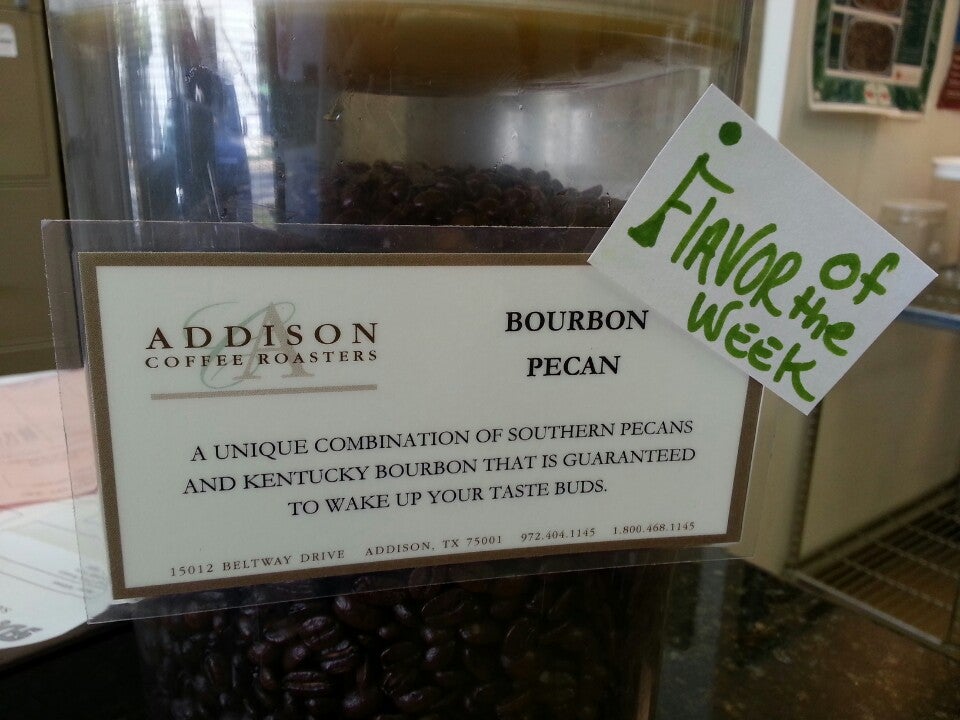 ADDISON
COFFEE ROASTERS
BOURBON
PECAN
A UNIQUE COMBINATION OF SOUTHERN PECANS
AND KENTUCKY BOURBON THAT IS GUARANTEED
TO WAKE UP YOUR TASTE BUDS.
15012 BELTWAY DRIVE ADDISON, TX 75001 972.404.1145 1.800.468.1145
FLAVOR OF
the
WEEK